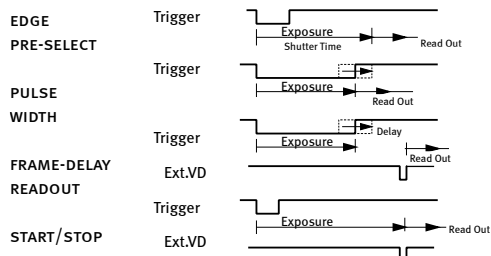 EDGE
PRE-SELECT
Trigger
Exposure
Shutter Time
Read Out
PULSE
WIDTH
Trigger
Exposure
Read Out
FRAME-DELAY
READOUT
Trigger
Exposure
Delay
Read Out
Ext.VD
START/STOP
Trigger
Exposure
Read Out
Ext.VD